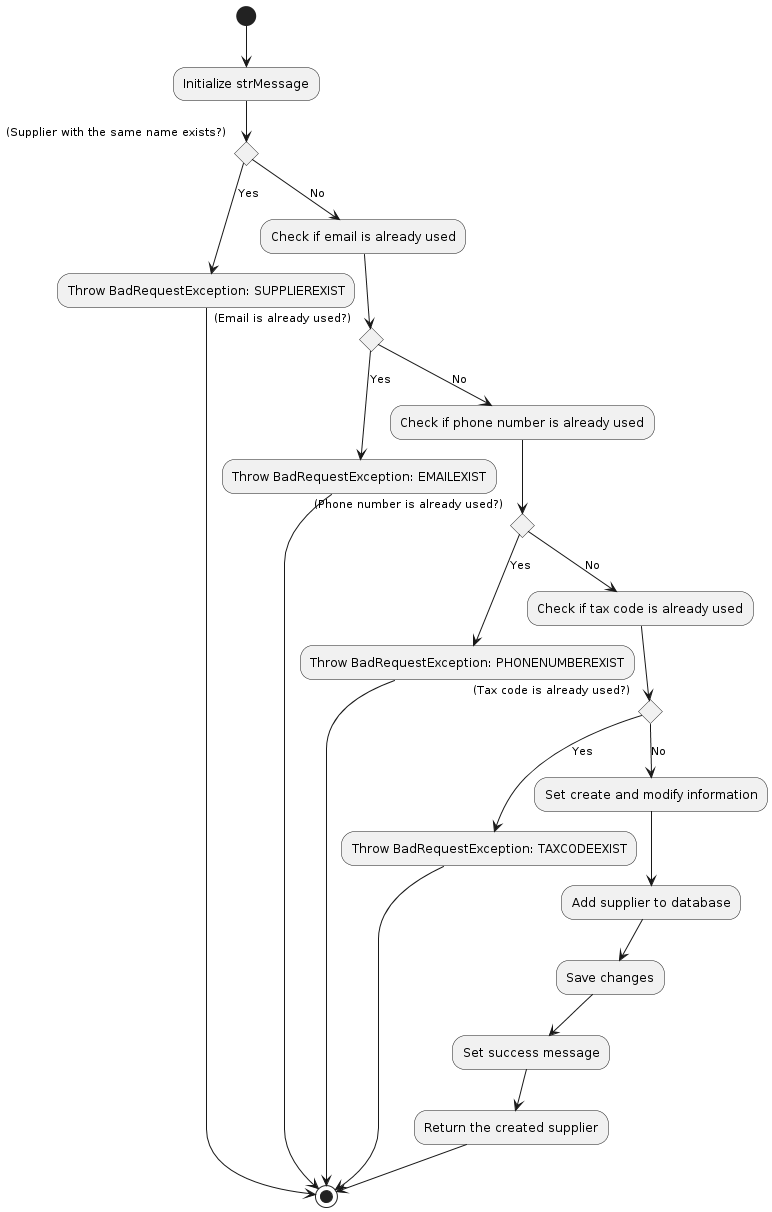 Initialize strMessage
(Supplier with the same name exists?)
Yes
No
Check if email is already used
Throw BadRequestException: SUPPLIEREXIST
(Email is already used?)
Yes
No
Check if phone number is already used
Throw BadRequestException: EMAILEXIST
(Phone number is already used?)
Yes
No
Check if tax code is already used
Throw BadRequestException: PHONENUMBEREXIST
(Tax code is already used?)
Yes
No
Set create and modify information
Throw BadRequestException: TAXCODEEXIST
Add supplier to database
Save changes
Set success message
Return the created supplier